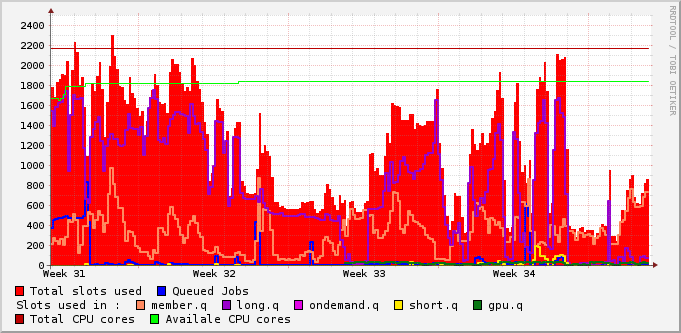 RRDTOOL / TOBI OETIKER
2400
2200
2000
1800
1600
1400
1200
1000
800
600
400
200
0
Week 31 Week 32 Week 33 Week 34
Total slots used Queued Jobs
Slots used in : member.q long.q ondemand.q short.q gpu.q
Total CPU cores Availale CPU cores